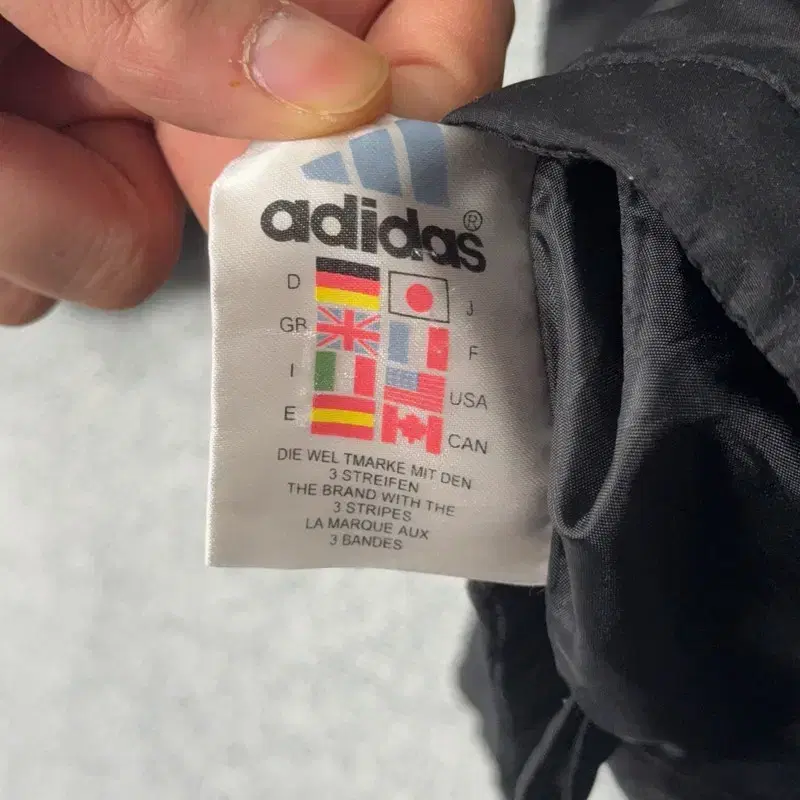 adidas®
D
J
GB
F
I
USA
E
CAN
DIE WEL TMARKE MIT DEN
3 STREIFEN
THE BRAND WITH THE
3 STRIPES
LA MARQUE AUX
3 BANDES